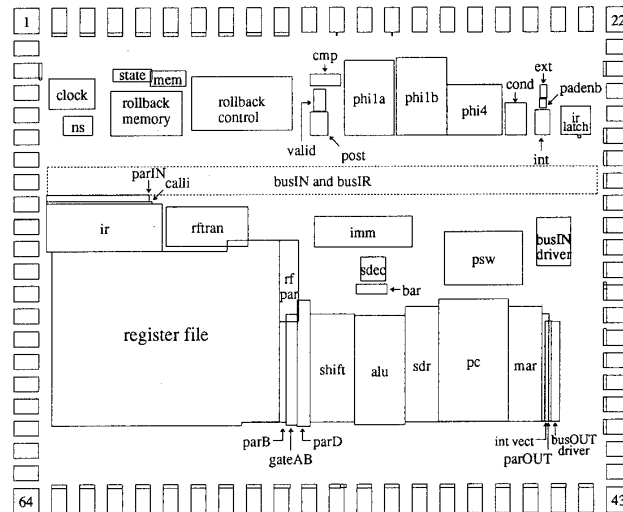 1
22
cmp
ext
state
mem
cond
padenb
clock
rollback
memory
rollback
control
phi1a
phi1b
phi4
ir
latch
ns
valid
post
int
parIN
calli
busIN and busIR
ir
rftran
imm
psw
busIN
driver
sdec
rf
par
bar
register file
shift
alu
sdr
pc
mar
parB
parD
gateAB
int vect
parOUT
busOUT
driver
64
43